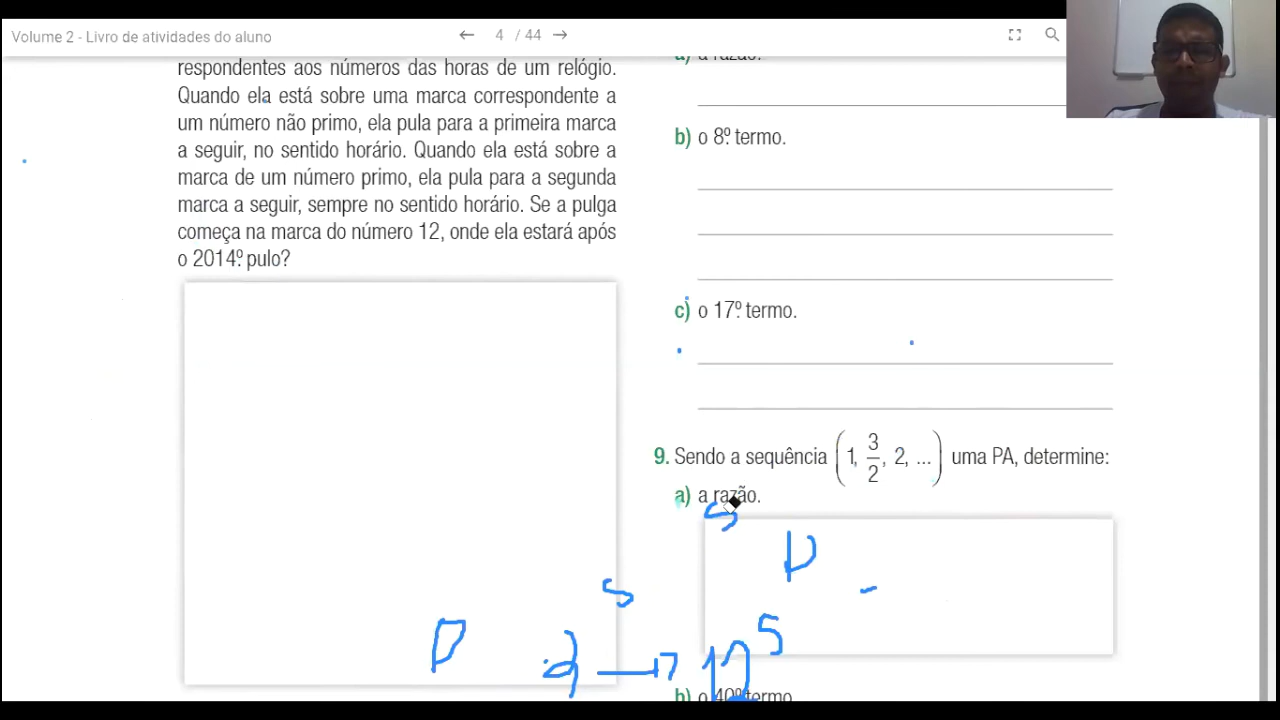 Volume 2 - Livro de atividades do aluno
4 / 44
respondentes aos números das horas de um relógio.
Quando ela está sobre uma marca correspondente a
um número não primo, ela pula para a primeira marca
a seguir, no sentido horário. Quando ela está sobre a
marca de um número primo, ela pula para a segunda
marca a seguir, sempre no sentido horário. Se a pulga
começa na marca do número 12, onde ela estará após
o 2014º. pulo?
a) a razão.
b) o 8º. termo.
c) o 17º. termo.
9. Sendo a sequência (1, 3/2, 2, ...) uma PA, determine:
a) a razão.
b) o 40º termo